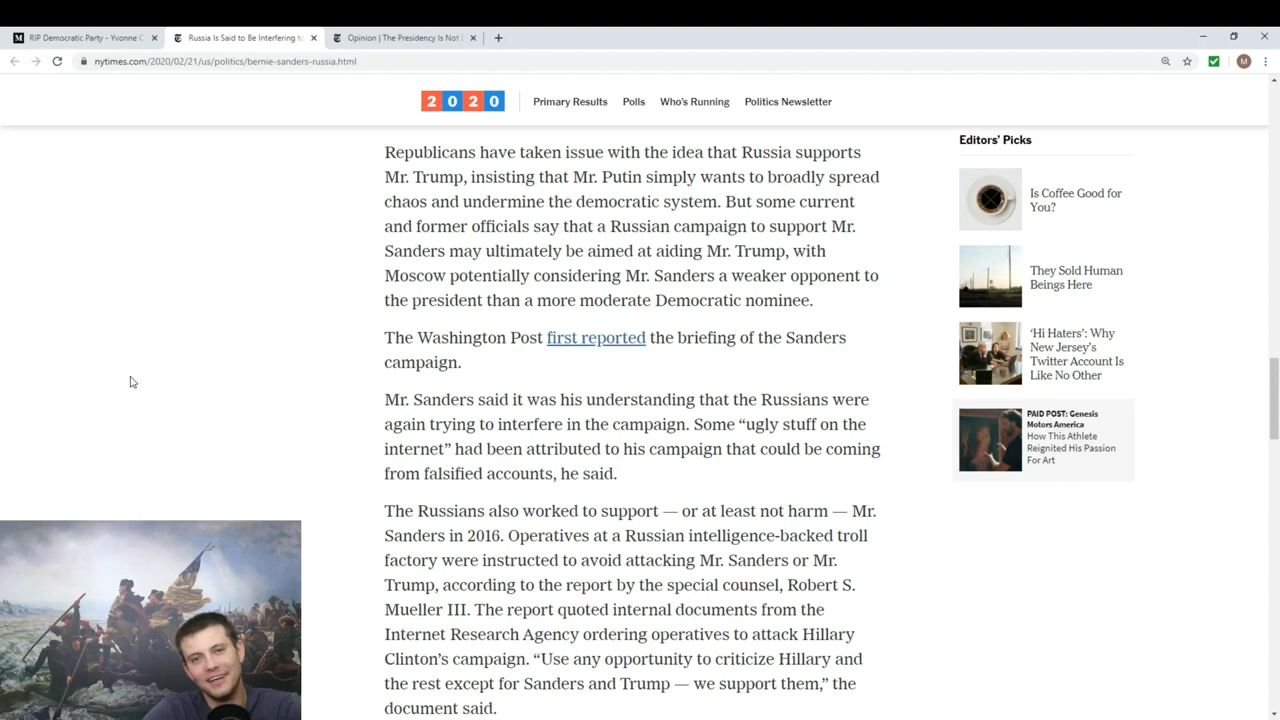 RIP Democratic Party - Yvonne C
Russia Is Said to Be Interfering to
Opinion | The Presidency Is Not
nytimes.com/2020/02/21/us/politics/bernie-sanders-russia.html
M
2020
Primary Results
Polls
Who's Running
Politics Newsletter
Republicans have taken issue with the idea that Russia supports
Mr. Trump, insisting that Mr. Putin simply wants to broadly spread
chaos and undermine the democratic system. But some current
and former officials say that a Russian campaign to support Mr.
Sanders may ultimately be aimed at aiding Mr. Trump, with
Moscow potentially considering Mr. Sanders a weaker opponent to
the president than a more moderate Democratic nominee.
The Washington Post first reported the briefing of the Sanders
campaign.
Mr. Sanders said it was his understanding that the Russians were
again trying to interfere in the campaign. Some “ugly stuff on the
internet” had been attributed to his campaign that could be coming
from falsified accounts, he said.
The Russians also worked to support — or at least not harm — Mr.
Sanders in 2016. Operatives at a Russian intelligence-backed troll
factory were instructed to avoid attacking Mr. Sanders or Mr.
Trump, according to the report by the special counsel, Robert S.
Mueller III. The report quoted internal documents from the
Internet Research Agency ordering operatives to attack Hillary
Clinton’s campaign. “Use any opportunity to criticize Hillary and
the rest except for Sanders and Trump — we support them,” the
document said.
Editors’ Picks
Is Coffee Good for
You?
They Sold Human
Beings Here
‘Hi Haters’: Why
New Jersey’s
Twitter Account Is
Like No Other
PAID POST: Genesis
Motors America
How This Athlete
Reignited His Passion
For Art